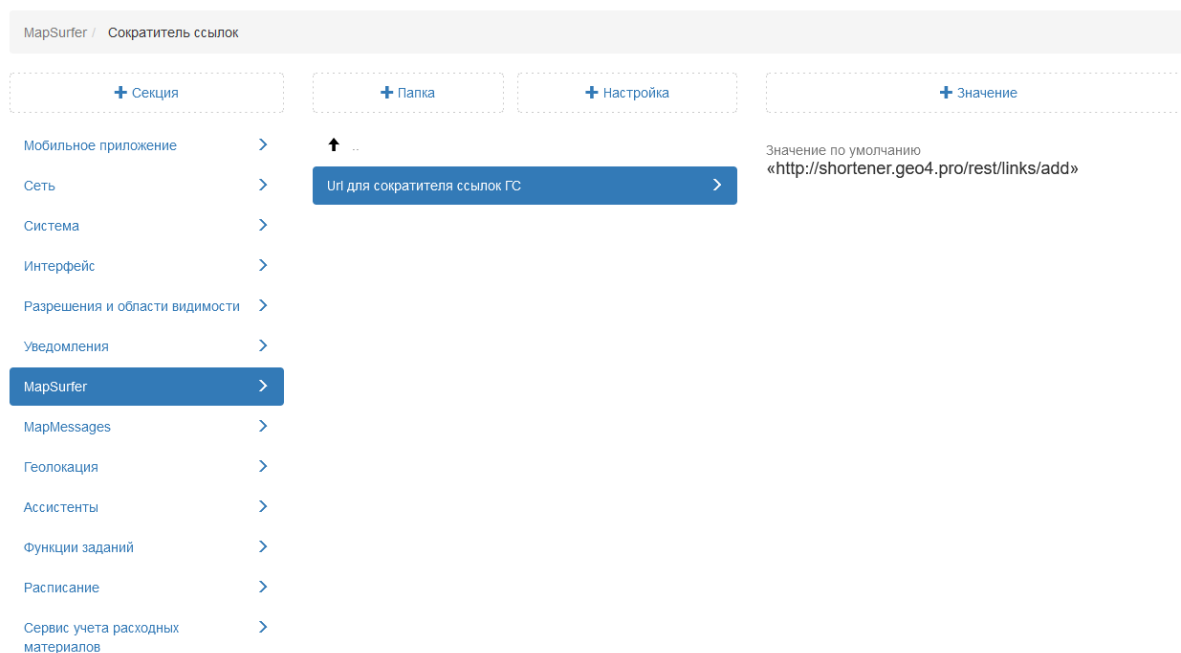 MapSurfer / Сократитель ссылок
+ Секция
+ Папка
+ Настройка
+ Значение
Мобильное приложение
Сеть
Система
Интерфейс
Разрешения и области видимости
Уведомления
MapSurfer
MapMessages
Геолокация
Ассистенты
Функции заданий
Расписание
Сервис учета расходных
материалов
..
Url для сократителя ссылок ГС
Значение по умолчанию
«http://shortener.geo4.pro/rest/links/add»